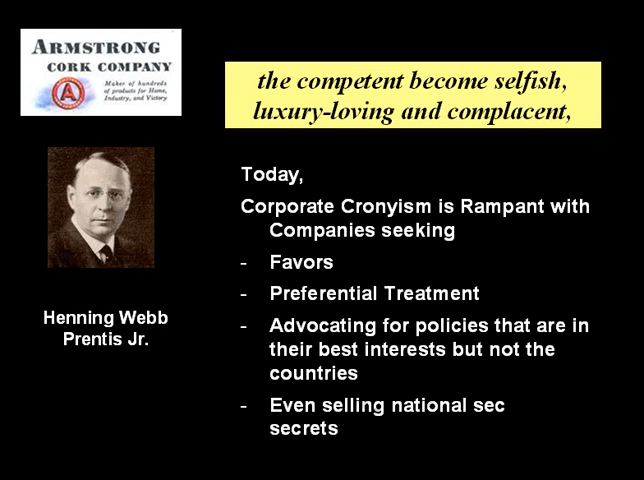 ARMSTRONG
CORK COMPANY
A
Maker of hundreds
of products for Home,
Industry, and Victory
the competent become selfish,
luxury-loving and complacent,
Henning Webb
Prentis Jr.
Today,
Corporate Cronyism is Rampant with
Companies seeking
- Favors
- Preferential Treatment
- Advocating for policies that are in
their best interests but not the
countries
- Even selling national sec
secrets